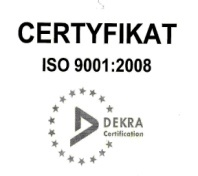 CERTYFIKAT
ISO 9001:2008
DEKRA
Certification